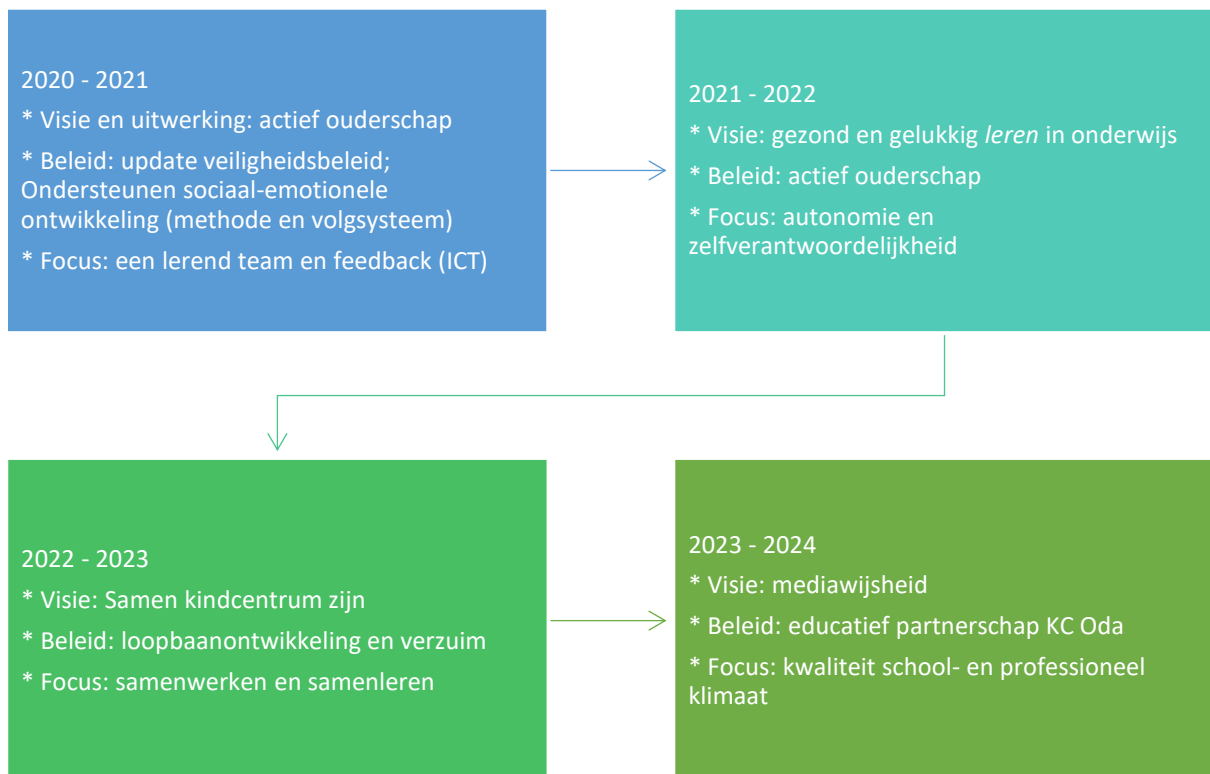 2020 - 2021
* Visie en uitwerking: actief ouderschap
* Beleid: update veiligheidsbeleid;
Ondersteunen sociaal-emotionele
ontwikkeling (methode en volgsysteem)
* Focus: een lerend team en feedback (ICT)
2021 - 2022
* Visie: gezond en gelukkig leren in onderwijs
* Beleid: actief ouderschap
* Focus: autonomie en
zelfverantwoordelijkheid
2022 - 2023
* Visie: Samen kindcentrum zijn
* Beleid: loopbaanontwikkeling en verzuim
* Focus: samenwerken en samenleren
2023 - 2024
* Visie: mediawijsheid
* Beleid: educatief partnerschap KC Oda
* Focus: kwaliteit school- en professioneel
klimaat